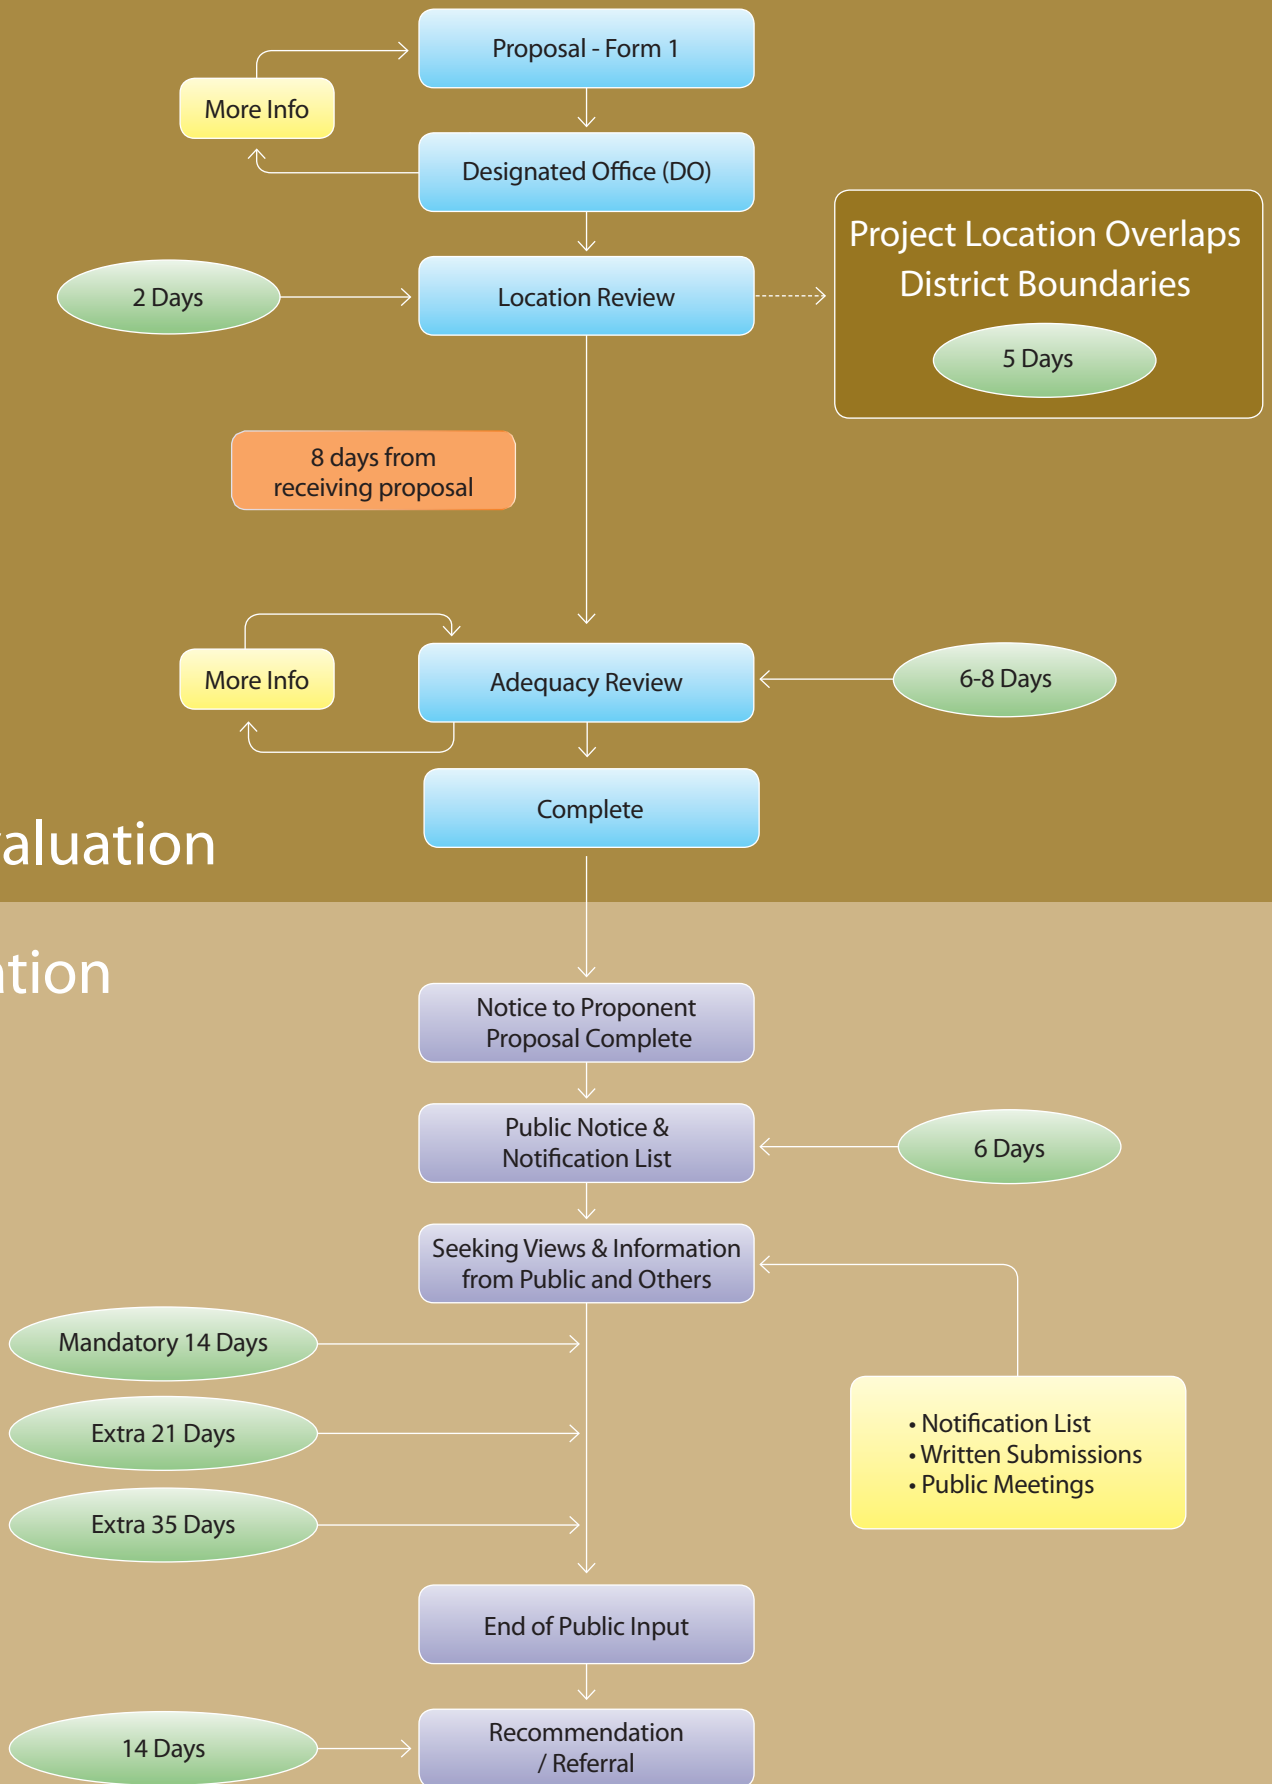 Proposal - Form 1
More Info
Designated Office (DO)
Project Location Overlaps
District Boundaries
2 Days
Location Review
5 Days
8 days from
receiving proposal
More Info
Adequacy Review
6-8 Days
Complete
valuation
ation
Notice to Proponent
Proposal Complete
Public Notice &
Notification List
6 Days
Seeking Views & Information
from Public and Others
Mandatory 14 Days
Extra 21 Days
• Notification List
• Written Submissions
• Public Meetings
Extra 35 Days
End of Public Input
14 Days
Recommendation
/ Referral